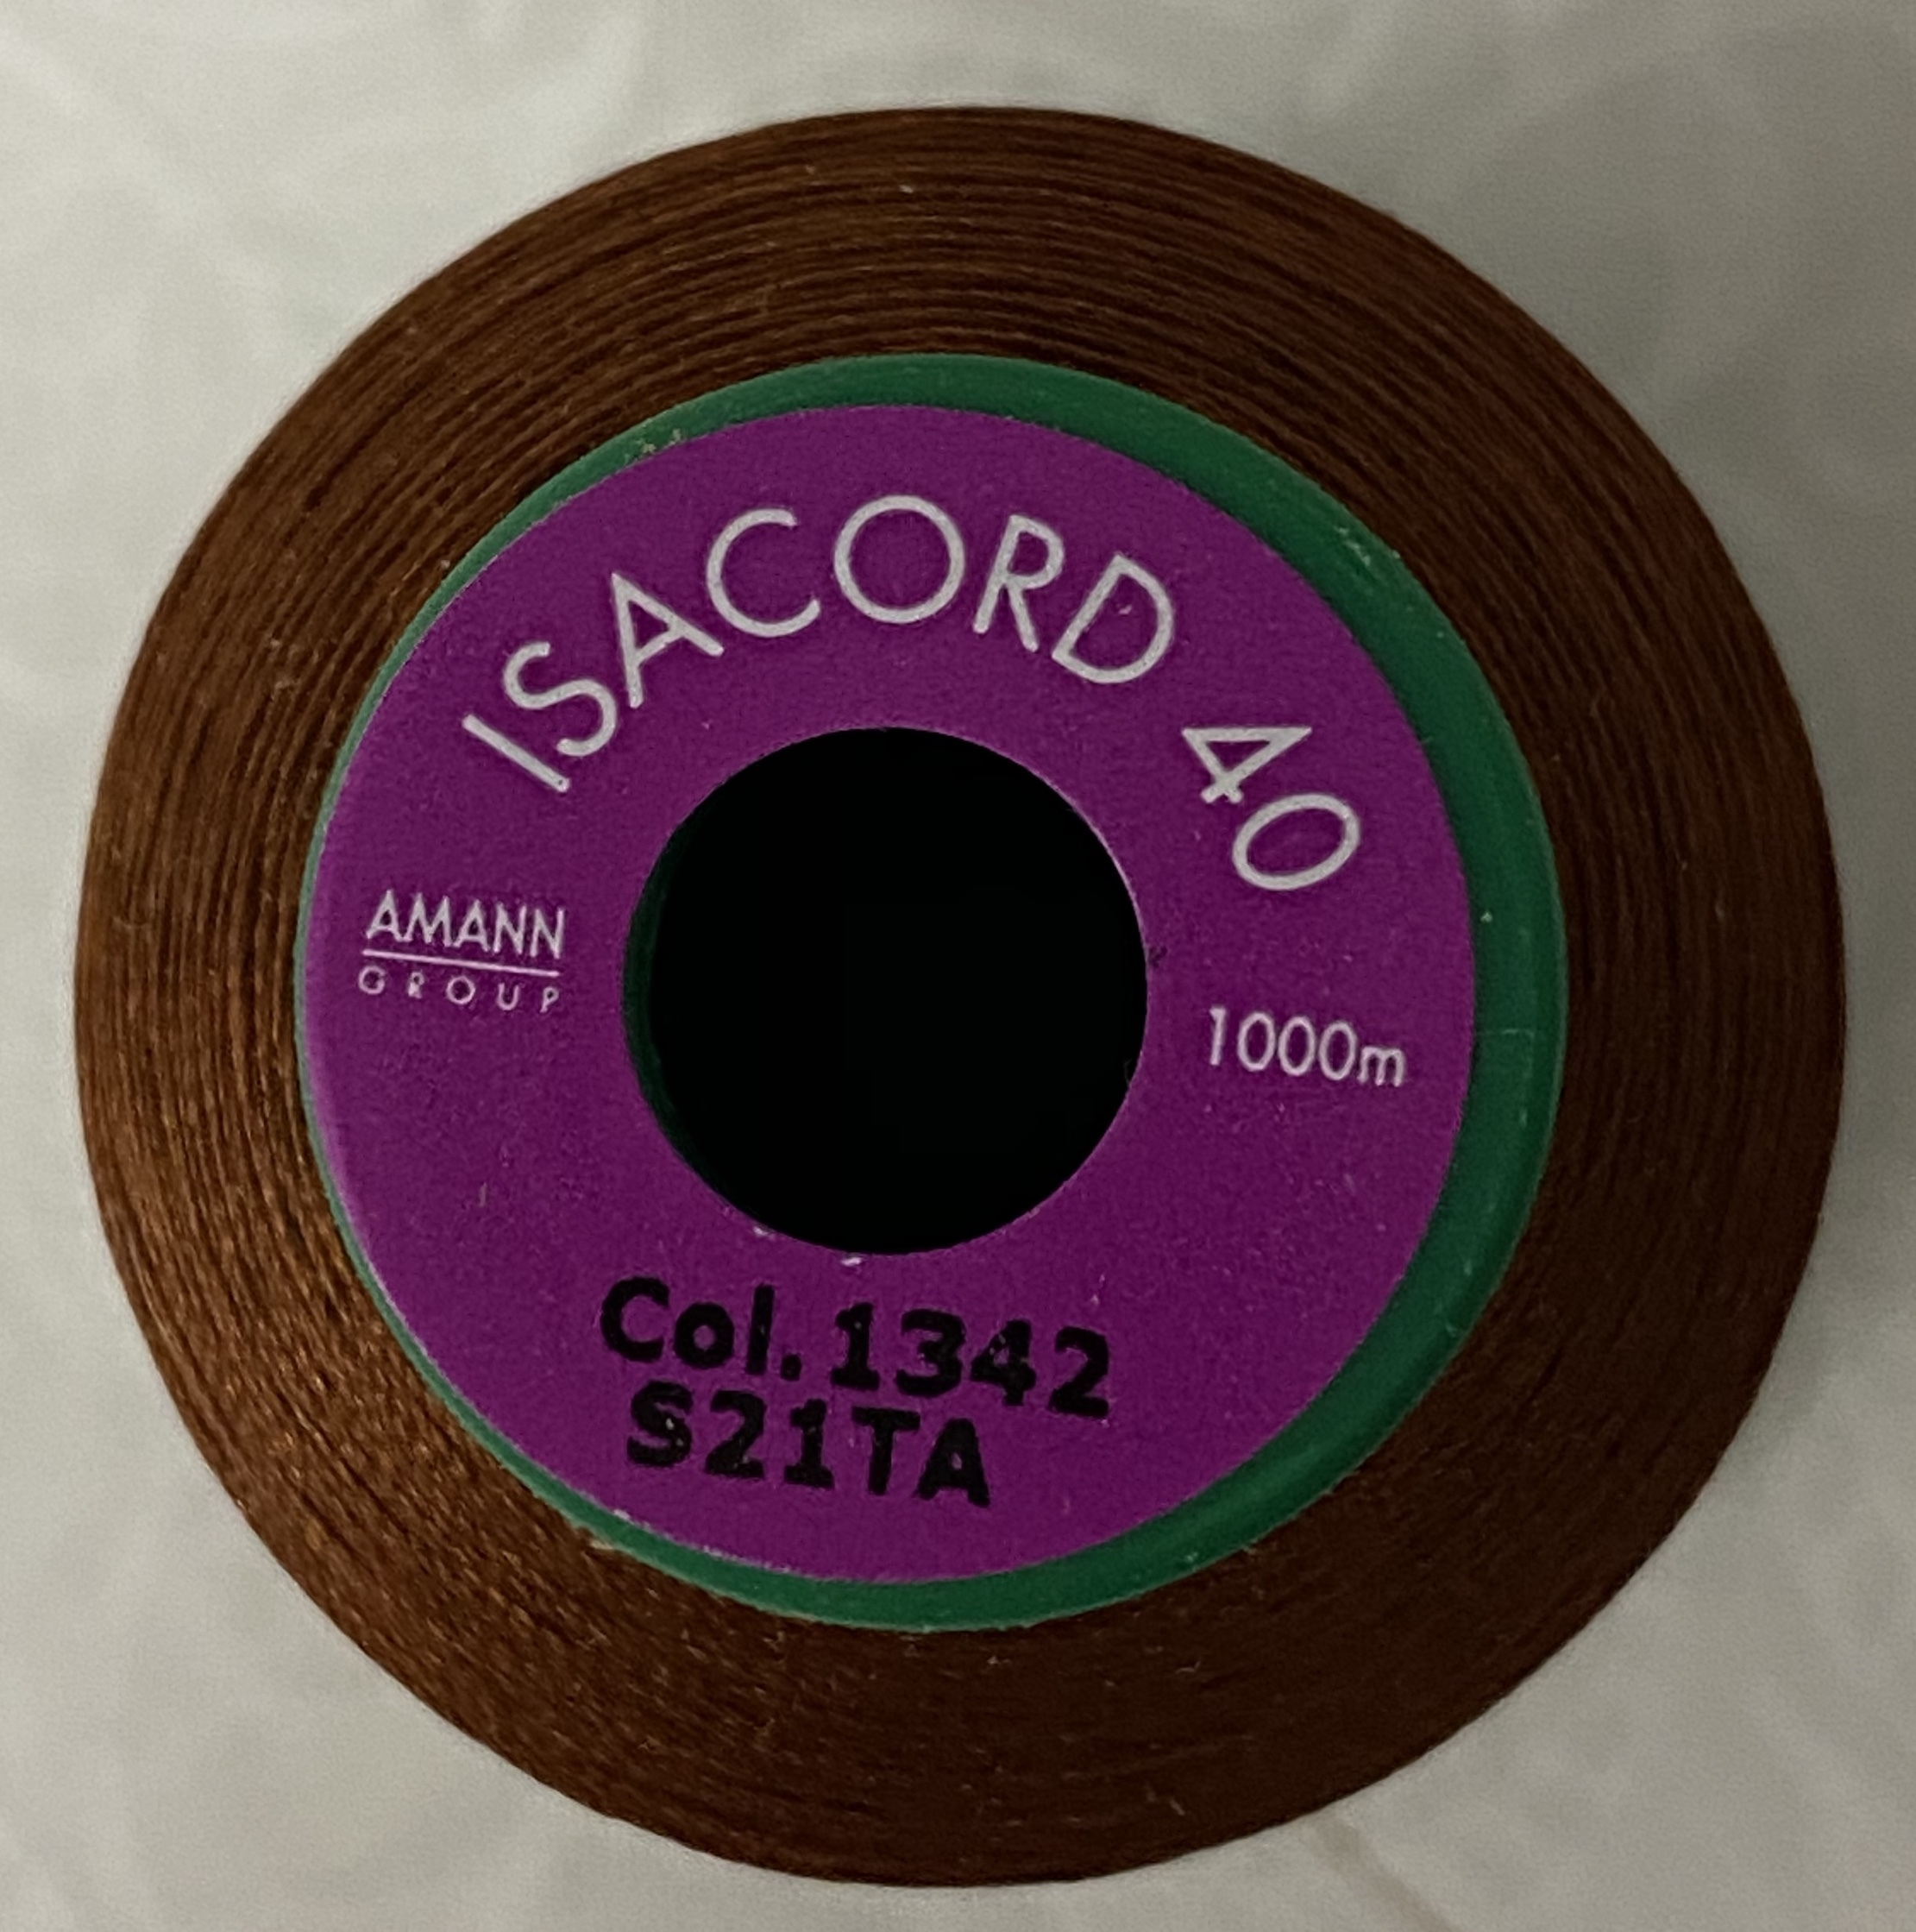 ISACORD 40
AMANN
GROUP
1000m
Col.1342
S21TA